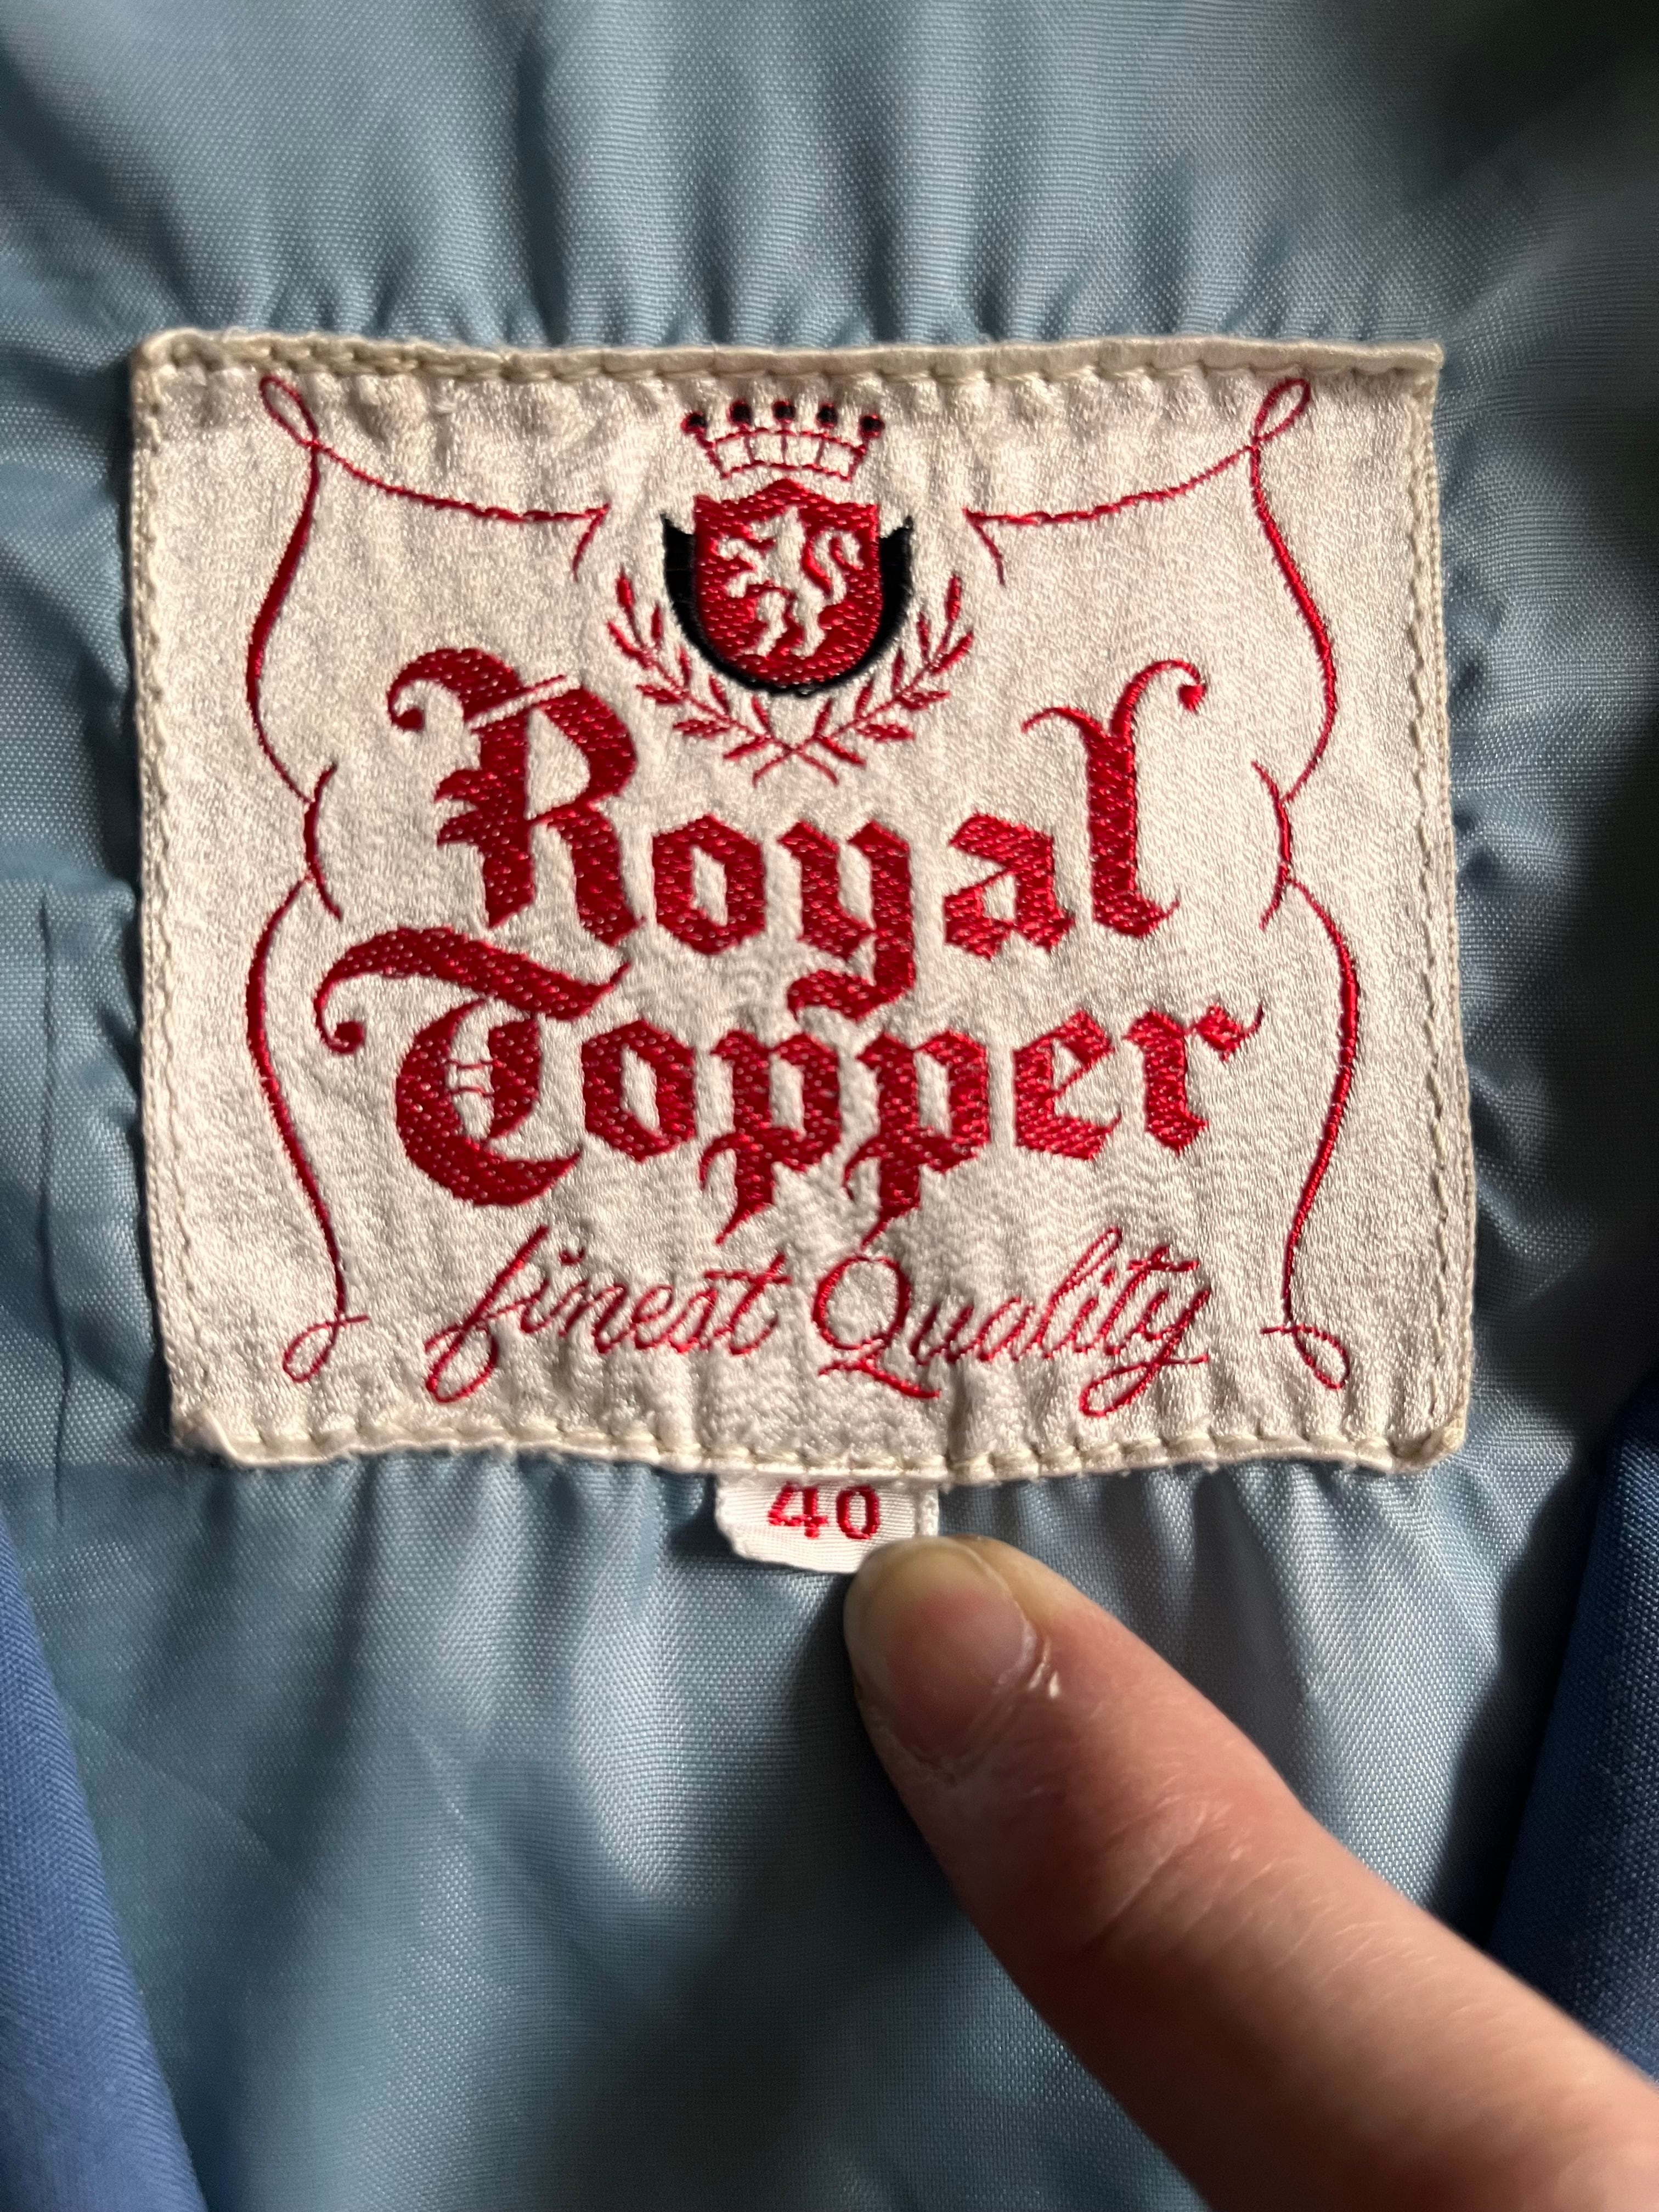 Royal
Topper
finest Quality
40